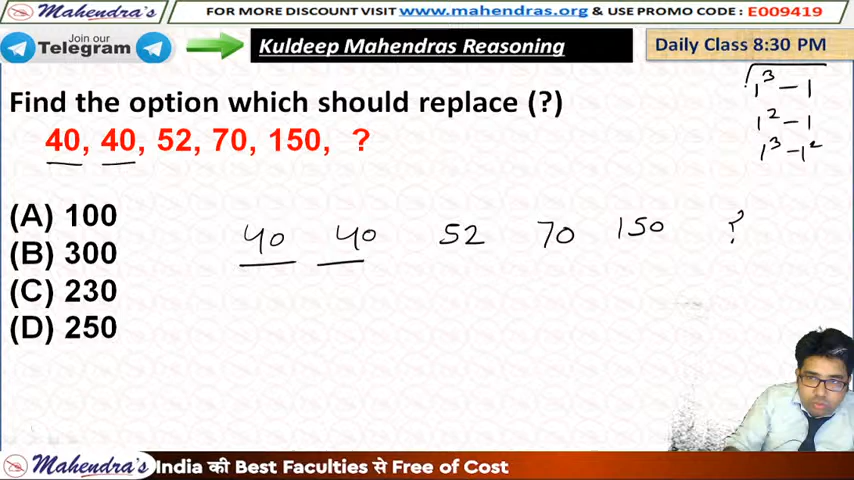 Mahendra's
FOR MORE DISCOUNT VISIT www.mahendras.org & USE PROMO CODE : E009419
Join our
Telegram
Kuldeep Mahendras Reasoning
Daily Class 8:30 PM
1³ – 1
1² – 1
1³ – 1²
Find the option which should replace (?)
40, 40, 52, 70, 150, ?
(A) 100
(B) 300
(C) 230
(D) 250
40 40 52 70 150 ?
Mahendra's India की Best Faculties से Free of Cost